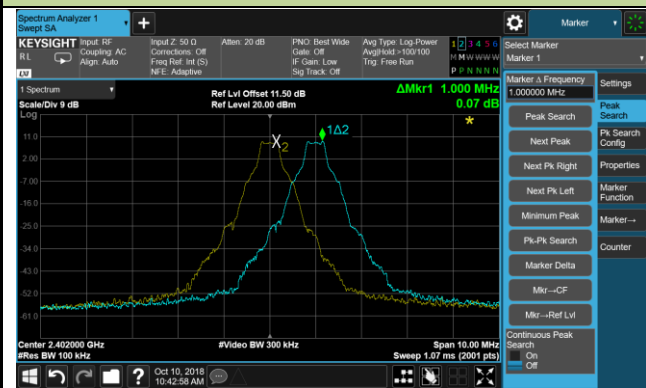 Spectrum Analyzer 1
Swept SA
Marker
KEYSIGHT Input: RF
RL
Coupling: AC
Align: Auto
LXI
Input Z: 50 Ω
Corrections: Off
Freq Ref: Int (S)
NFE: Adaptive
Atten: 20 dB
PNO: Best Wide
Gate: Off
IF Gain: Low
Sig Track: Off
Avg Type: Log-Power
Avg|Hold:>100/100
Trig: Free Run
1 2 3 4 5 6
M M W W W W
P P N N N N
Select Marker
Marker 1
1 Spectrum
Scale/Div 9 dB
Log
Ref Lvl Offset 11.50 dB
Ref Level 20.00 dBm
ΔMkr1 1.000 MHz
0.07 dB
11.0
2.00
-7.00
-16.0
-25.0
-34.0
-43.0
-52.0
-61.0
X2
1Δ2
Center 2.402000 GHz
#Res BW 100 kHz
#Video BW 300 kHz
Span 10.00 MHz
Sweep 1.07 ms (2001 pts)
Marker Δ Frequency
1.000000 MHz
Peak Search
Next Peak
Next Pk Right
Next Pk Left
Minimum Peak
Pk-Pk Search
Marker Delta
Mkr→CF
Mkr→Ref Lvl
Continuous Peak
Search
On
Off
Settings
Peak
Search
Pk Search
Config
Properties
Marker
Function
Marker→
Counter
Oct 10, 2018
10:42:58 AM